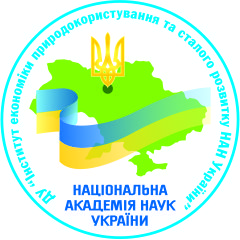 ДУ "Інститут економіки природокористування та сталого розвитку НАН України"
НАЦІОНАЛЬНА
АКАДЕМІЯ НАУК
УКРАЇНИ